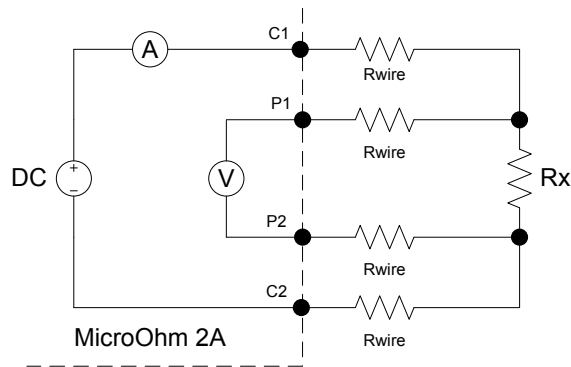 C1
A
Rwire
P1
Rwire
DC
+
−
V
Rx
P2
Rwire
C2
MicroOhm 2A
Rwire